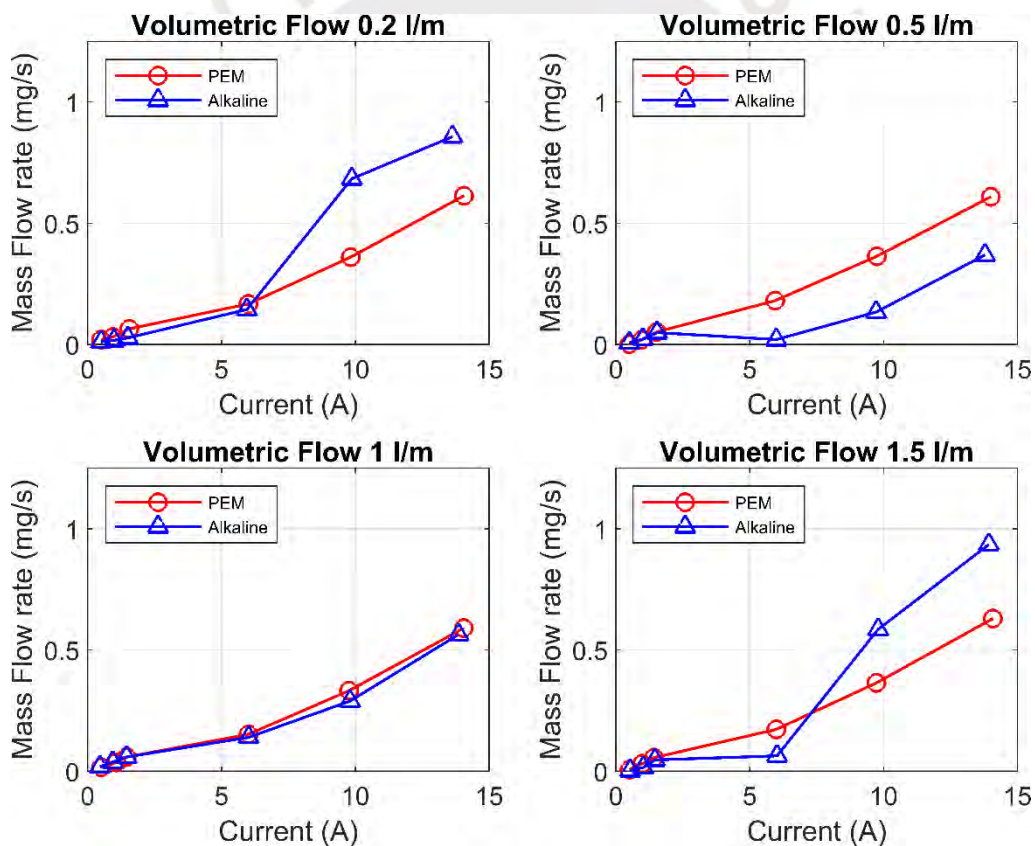 Volumetric Flow 0.2 l/m
PEM
Alkaline
1
0.5
0
Mass Flow rate (mg/s)
0 5 10 15
Current (A)
Volumetric Flow 0.5 l/m
PEM
Alkaline
1
0.5
0
Mass Flow rate (mg/s)
0 5 10 15
Current (A)
Volumetric Flow 1 l/m
PEM
Alkaline
1
0.5
0
Mass Flow rate (mg/s)
0 5 10 15
Current (A)
Volumetric Flow 1.5 l/m
PEM
Alkaline
1
0.5
0
Mass Flow rate (mg/s)
0 5 10 15
Current (A)